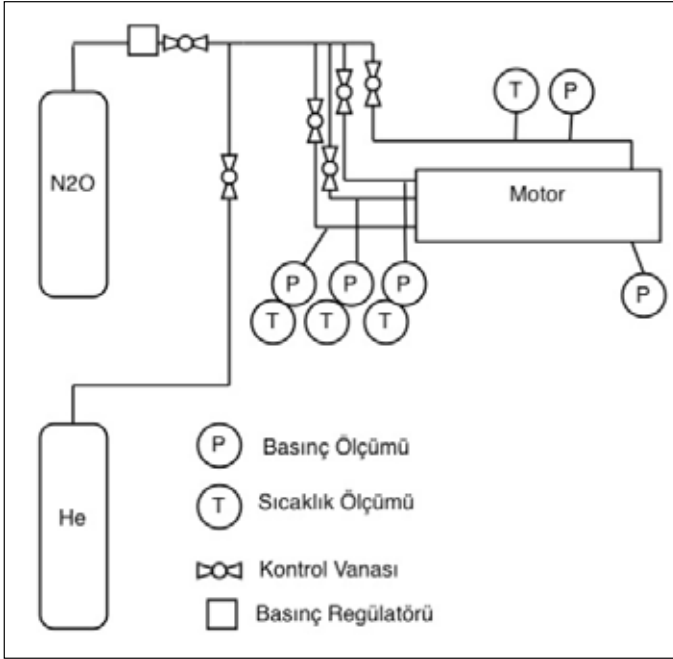 N2O
T
P
Motor
P
P
P
P
T
T
T
He
P
Basınç Ölçümü
T
Sıcaklık Ölçümü
Kontrol Vanası
Basınç Regülatörü